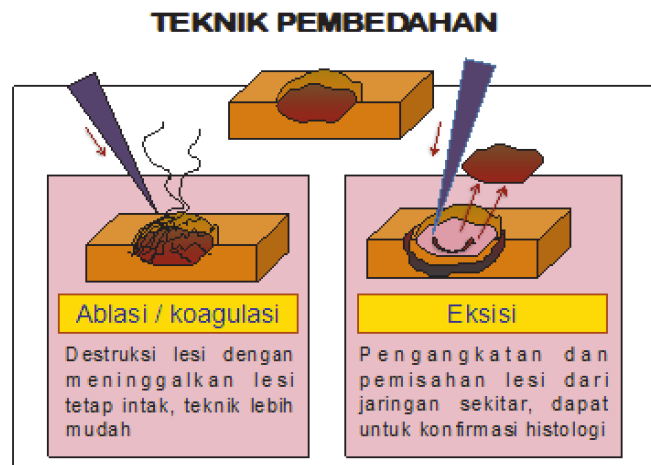 TEKNIK PEMBEDAHAN
Ablasi / koagulasi
Destruksi lesi dengan
meninggalkan lesi
tetap intak, teknik lebih
mudah
Eksisi
Pengangkatan dan
pemisahan lesi dari
jaringan sekitar, dapat
untuk konfirmasi histologi